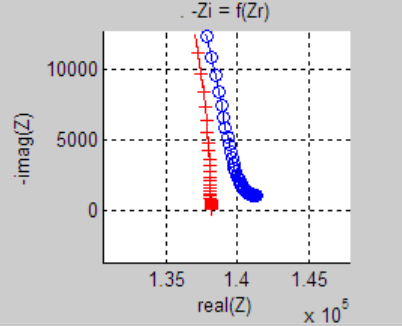 . -Zi = f(Zr)
10000
5000
0
-imag(Z)
1.35 1.4 1.45
real(Z)
x 10^5